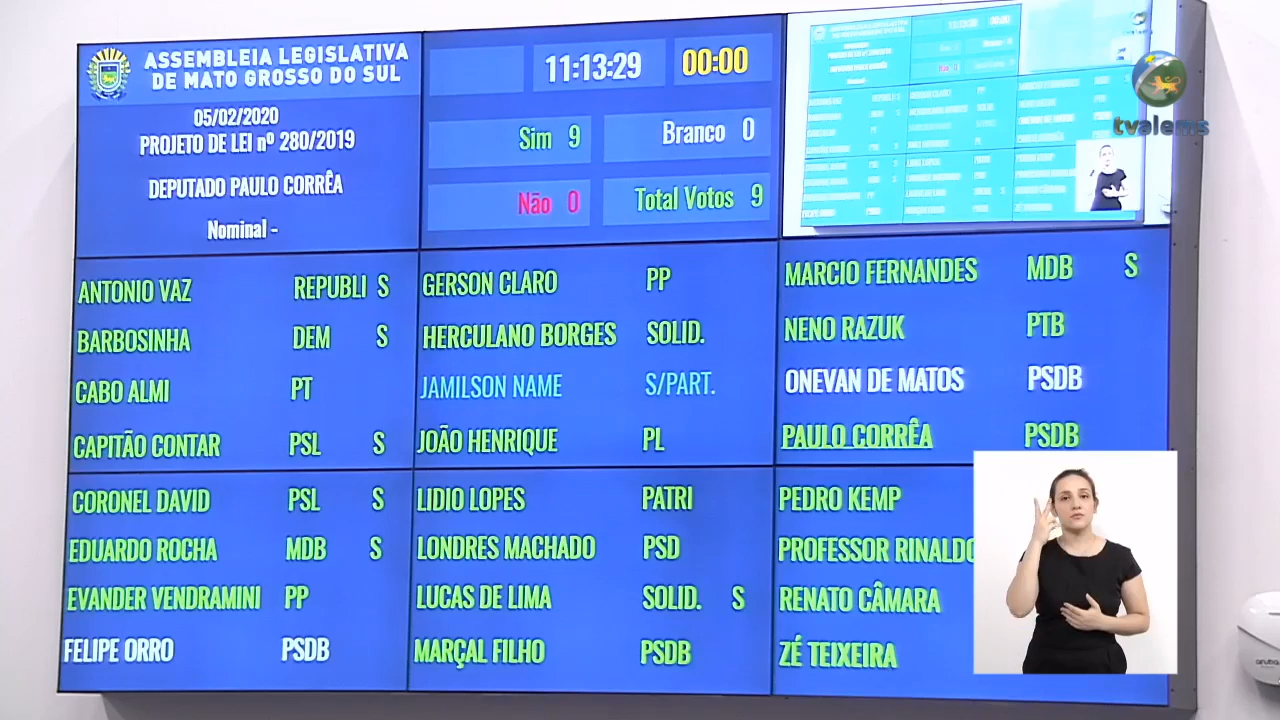 ASSEMBLEIA LEGISLATIVA
DE MATO GROSSO DO SUL
05/02/2020
PROJETO DE LEI nº 280/2019
DEPUTADO PAULO CORRÊA
Nominal -
11:13:29 00:00
Sim 9 Branco 0
Não 0 Total Votos 9
tvalems
ANTONIO VAZ REPUBLI S
BARBOSINHA DEM S
CABO ALMI PT
CAPITÃO CONTAR PSL S
CORONEL DAVID PSL S
EDUARDO ROCHA MDB S
EVANDER VENDRAMINI PP
FELIPE ORRO PSDB
GERSON CLARO PP
HERCULANO BORGES SOLID.
JAMILSON NAME S/PART.
JOÃO HENRIQUE PL
LIDIO LOPES PATRI
LONDRES MACHADO PSD
LUCAS DE LIMA SOLID. S
MARÇAL FILHO PSDB
MARCIO FERNANDES MDB S
NENO RAZUK PTB
ONEVAN DE MATOS PSDB
PAULO CORRÊA PSDB
PEDRO KEMP
PROFESSOR RINALDO
RENATO CÂMARA
ZÉ TEIXEIRA